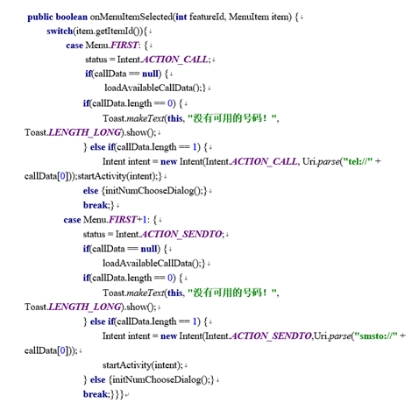 public boolean onMenuItemSelected(int featureId, MenuItem item) {
switch(item.getItemId()){
case Menu.FIRST: {
status = Intent.ACTION_CALL;
if(callData == null) {
loadAvailableCallData();}
if(callData.length == 0) {
Toast.makeText(this, "没有可用的号码！",
Toast.LENGTH_LONG).show();
} else if(callData.length == 1) {
Intent intent = new Intent(Intent.ACTION_CALL, Uri.parse("tel://" +
callData[0]));startActivity(intent);}
else {initNumChooseDialog();}
break;}
case Menu.FIRST+1: {
status = Intent.ACTION_SENDTO;
if(callData == null) {
loadAvailableCallData();}
if(callData.length == 0) {
Toast.makeText(this, "没有可用的号码！",
Toast.LENGTH_LONG).show();
} else if(callData.length == 1) {
Intent intent = new Intent(Intent.ACTION_SENDTO,Uri.parse("smsto://" +
callData[0]));
startActivity(intent);
} else {initNumChooseDialog();}
break;}}}